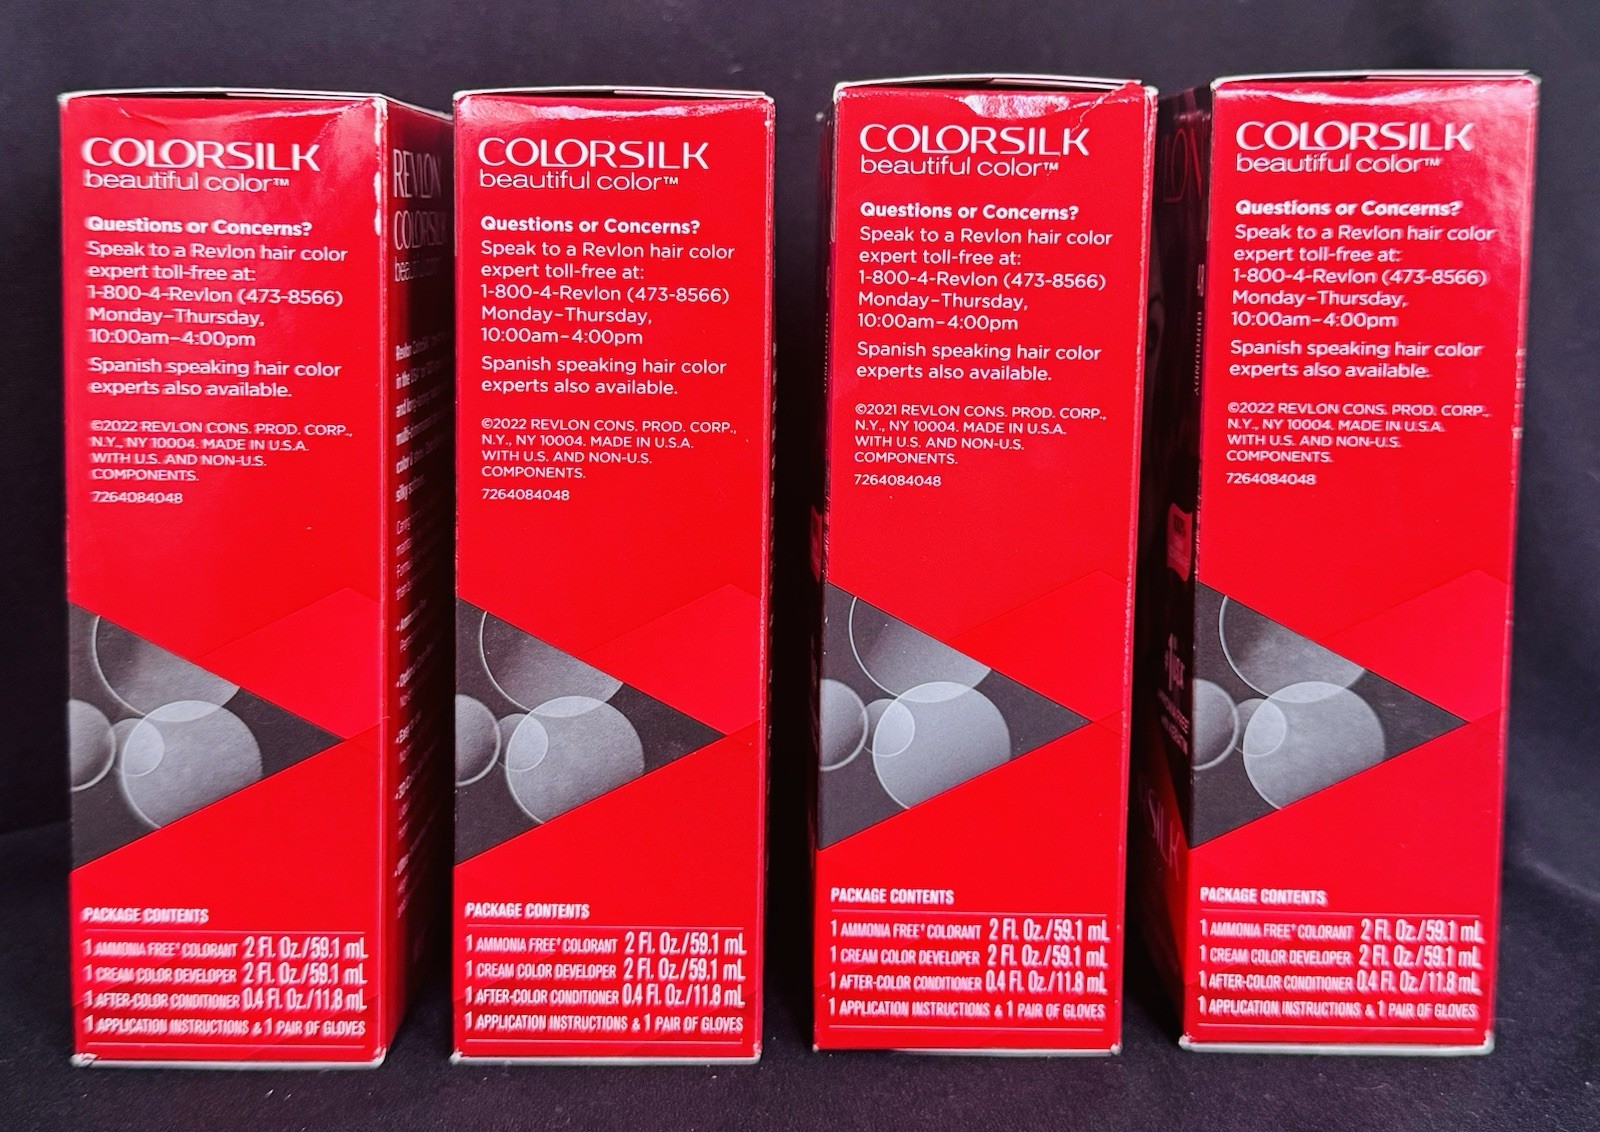 COLORSILK
beautiful color™
Questions or Concerns?
Speak to a Revlon hair color
expert toll-free at:
1-800-4-Revlon (473-8566)
Monday–Thursday,
10:00am–4:00pm
Spanish speaking hair color
experts also available.
©2022 REVLON CONS. PROD. CORP.,
N.Y., NY 10004. MADE IN U.S.A.
WITH U.S. AND NON-U.S.
COMPONENTS.
7264084048
PACKAGE CONTENTS
1 AMMONIA FREE† COLORANT 2 Fl. Oz./59.1 mL
1 CREAM COLOR DEVELOPER 2 Fl. Oz./59.1 mL
1 AFTER-COLOR CONDITIONER 0.4 Fl. Oz./11.8 mL
1 APPLICATION INSTRUCTIONS & 1 PAIR OF GLOVES
REVLON
COLORSILK
COLORSILK
beautiful color™
Questions or Concerns?
Speak to a Revlon hair color
expert toll-free at:
1-800-4-Revlon (473-8566)
Monday–Thursday,
10:00am–4:00pm
Spanish speaking hair color
experts also available.
©2022 REVLON CONS. PROD. CORP.,
N.Y., NY 10004. MADE IN U.S.A.
WITH U.S. AND NON-U.S.
COMPONENTS.
7264084048
PACKAGE CONTENTS
1 AMMONIA FREE† COLORANT 2 Fl. Oz./59.1 mL
1 CREAM COLOR DEVELOPER 2 Fl. Oz./59.1 mL
1 AFTER-COLOR CONDITIONER 0.4 Fl. Oz./11.8 mL
1 APPLICATION INSTRUCTIONS & 1 PAIR OF GLOVES
COLORSILK
beautiful color™
Questions or Concerns?
Speak to a Revlon hair color
expert toll-free at:
1-800-4-Revlon (473-8566)
Monday–Thursday,
10:00am–4:00pm
Spanish speaking hair color
experts also available.
©2021 REVLON CONS. PROD. CORP.,
N.Y., NY 10004. MADE IN U.S.A.
WITH U.S. AND NON-U.S.
COMPONENTS.
7264084048
PACKAGE CONTENTS
1 AMMONIA FREE† COLORANT 2 Fl. Oz./59.1 mL
1 CREAM COLOR DEVELOPER 2 Fl. Oz./59.1 mL
1 AFTER-COLOR CONDITIONER 0.4 Fl. Oz./11.8 mL
1 APPLICATION INSTRUCTIONS & 1 PAIR OF GLOVES
COLORSILK
beautiful color™
Questions or Concerns?
Speak to a Revlon hair color
expert toll-free at:
1-800-4-Revlon (473-8566)
Monday–Thursday,
10:00am–4:00pm
Spanish speaking hair color
experts also available.
©2022 REVLON CONS. PROD. CORP.,
N.Y., NY 10004. MADE IN U.S.A.
WITH U.S. AND NON-U.S.
COMPONENTS.
7264084048
PACKAGE CONTENTS
1 AMMONIA FREE† COLORANT 2 Fl. Oz./59.1 mL
1 CREAM COLOR DEVELOPER 2 Fl. Oz./59.1 mL
1 AFTER-COLOR CONDITIONER 0.4 Fl. Oz./11.8 mL
1 APPLICATION INSTRUCTIONS & 1 PAIR OF GLOVES